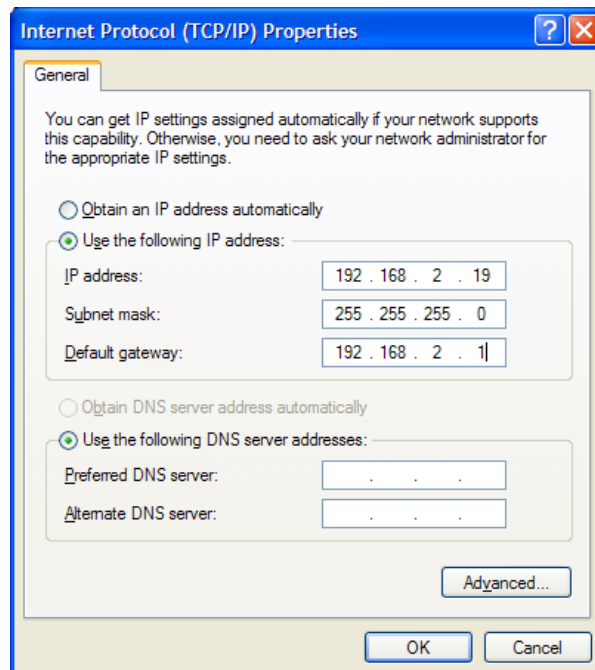 Internet Protocol (TCP/IP) Properties
General
You can get IP settings assigned automatically if your network supports
this capability. Otherwise, you need to ask your network administrator for
the appropriate IP settings.
Obtain an IP address automatically
Use the following IP address:
IP address: 192 . 168 . 2 . 19
Subnet mask: 255 . 255 . 255 . 0
Default gateway: 192 . 168 . 2 . 1
Obtain DNS server address automatically
Use the following DNS server addresses:
Preferred DNS server: . . .
Alternate DNS server: . . .
Advanced...
OK Cancel